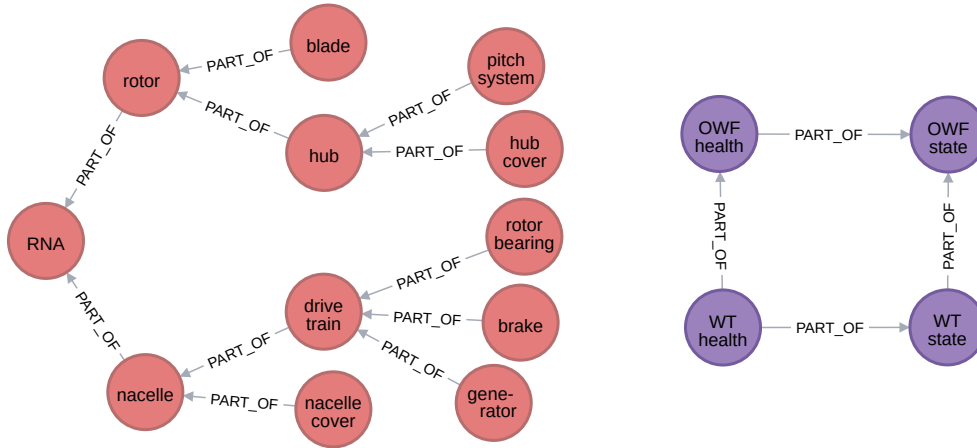 blade
PART_OF
rotor
pitch
system
PART_OF
PART_OF
hub
PART_OF
hub
cover
PART_OF
RNA
rotor
bearing
PART_OF
drive
train
PART_OF
brake
PART_OF
PART_OF
PART_OF
nacelle
PART_OF
nacelle
cover
gene-
rator
OWF
health
PART_OF
OWF
state
PART_OF
PART_OF
WT
health
PART_OF
WT
state